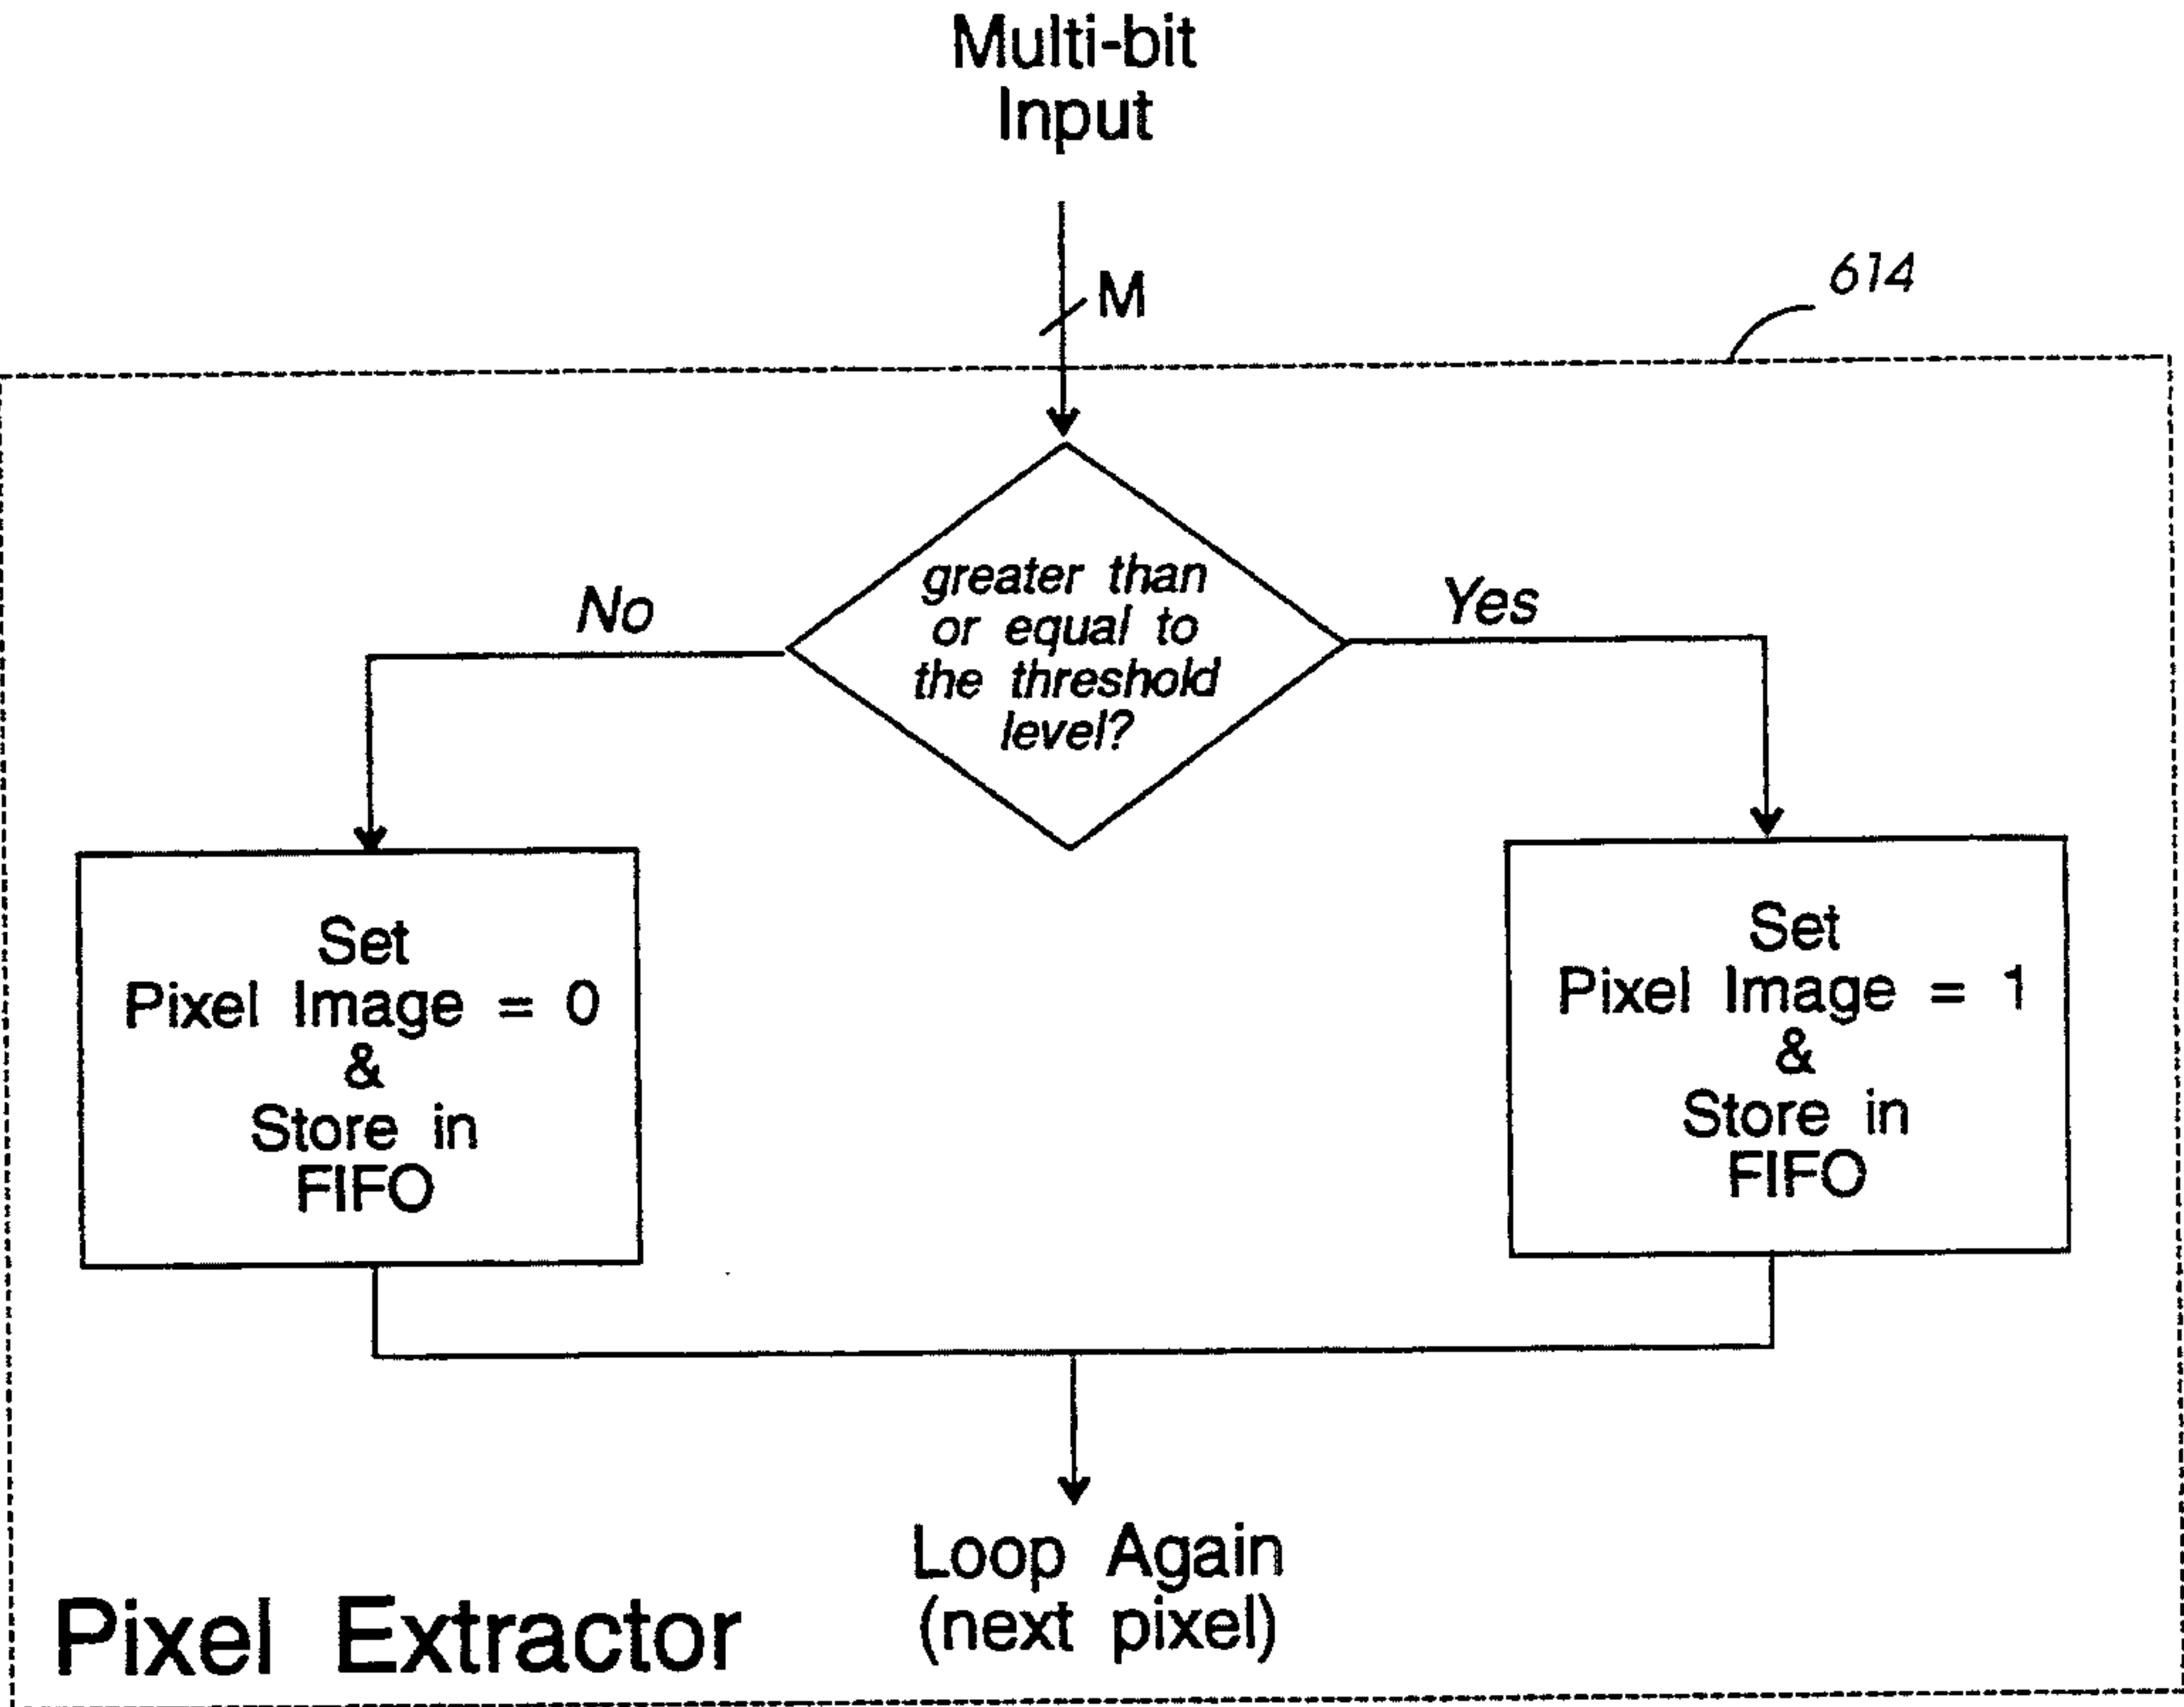 Multi-bit
Input
M
614
greater than
or equal to
the threshold
level?
No
Yes
Set
Pixel Image = 0
&
Store in
FIFO
Set
Pixel Image = 1
&
Store in
FIFO
Loop Again
(next pixel)
Pixel Extractor